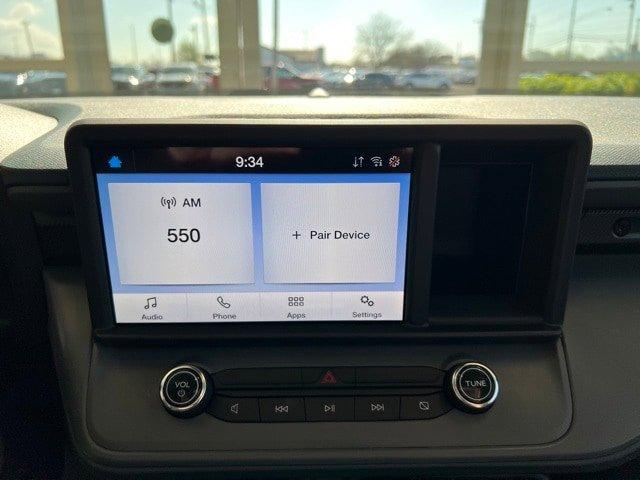 9:34
AM
550
+ Pair Device
Audio Phone Apps Settings
VOL
TUNE